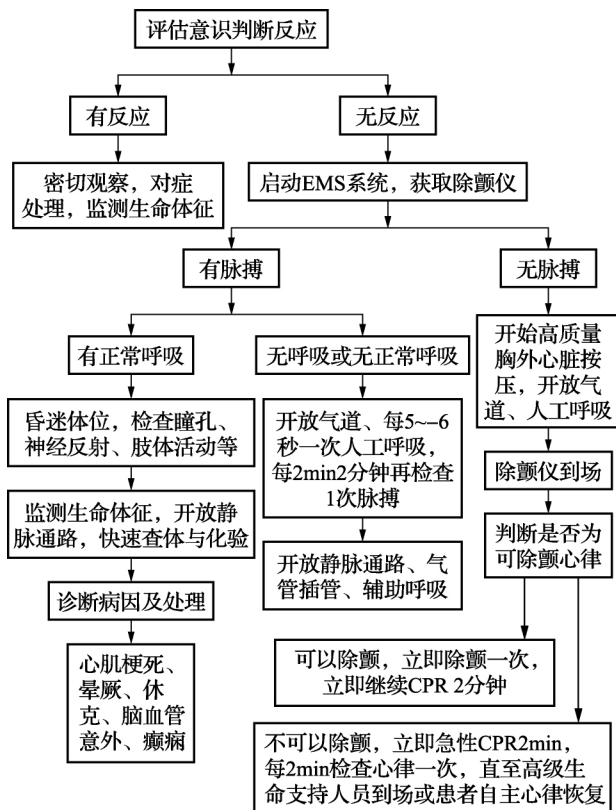 评估意识判断反应
有反应
无反应
密切观察，对症
处理，监测生命体征
启动EMS系统，获取除颤仪
有脉搏
无脉搏
有正常呼吸
无呼吸或无正常呼吸
开始高质量
胸外心脏按
压，开放气
道、人工呼吸
昏迷体位，检查瞳孔、
神经反射、肢体活动等
开放气道、每5~–6
秒一次人工呼吸，
每2min2分钟再检查
1次脉搏
除颤仪到场
监测生命体征，开放静
脉通路，快速查体与化验
判断是否为
可除颤心律
开放静脉通路、气
管插管、辅助呼吸
诊断病因及处理
心肌梗死、
晕厥、休
克、脑血管
意外、癫痫
可以除颤，立即除颤一次，
立即继续CPR 2分钟
不可以除颤，立即急性CPR2min，
每2min检查心律一次，直至高级生
命支持人员到场或患者自主心律恢复